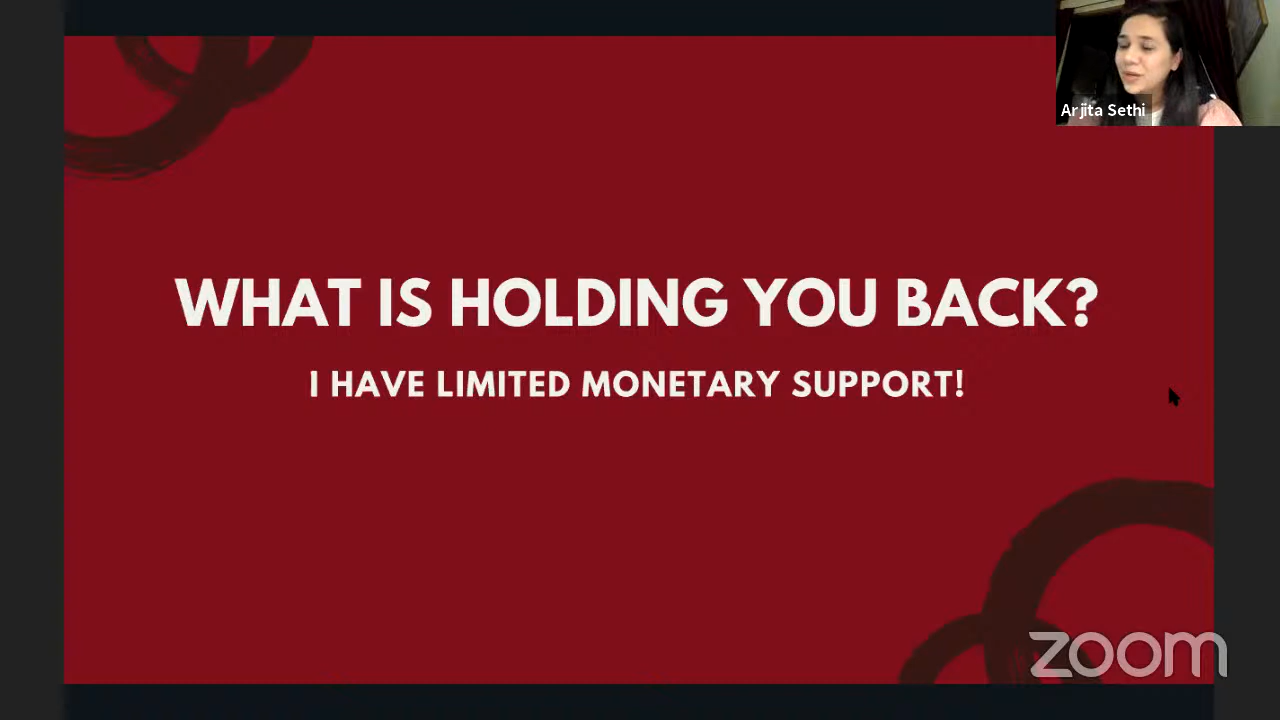 Arjita Sethi
WHAT IS HOLDING YOU BACK?
I HAVE LIMITED MONETARY SUPPORT!
zoom